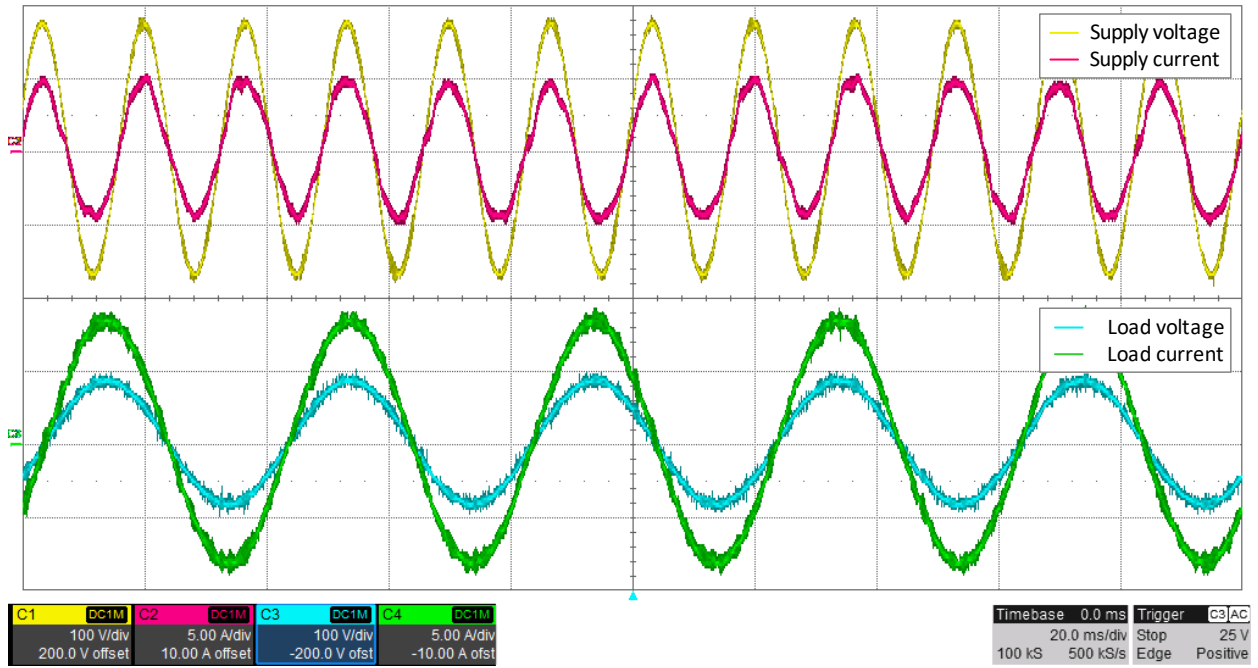 Supply voltage
Supply current
Load voltage
Load current
C1 DC1M
100 V/div
200.0 V offset
C2 DC1M
5.00 A/div
10.00 A offset
C3 DC1M
100 V/div
-200.0 V ofst
C4 DC1M
5.00 A/div
-10.00 A ofst
Timebase 0.0 ms
20.0 ms/div
100 kS 500 kS/s
Trigger C3 AC
Stop 25 V
Edge Positive